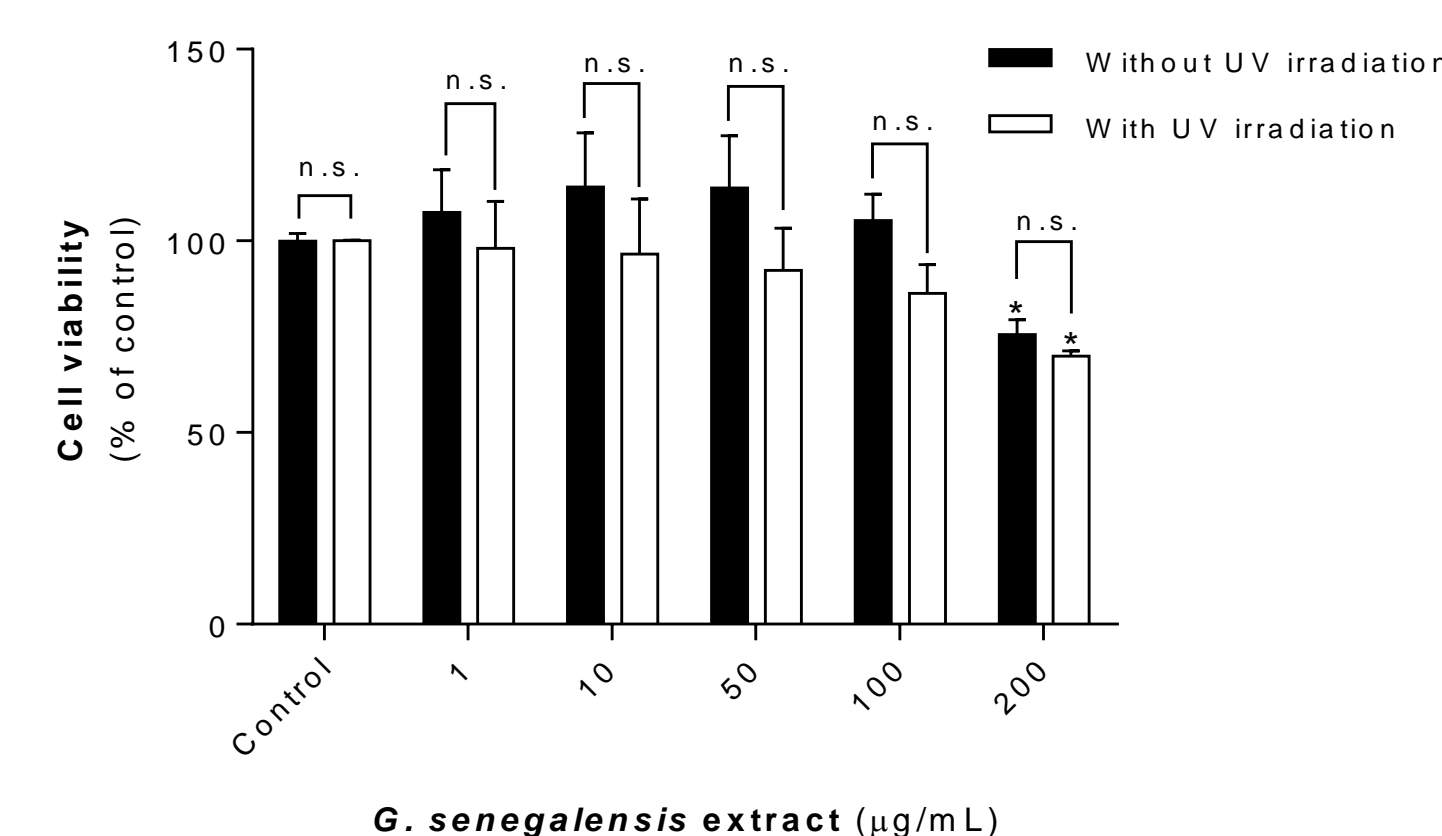 150
n.s.
n.s.
n.s.
n.s.
n.s.
n.s.
Without UV irradiation
With UV irradiation
100
50
0
Cell viability
(% of control)
*
*
Control
1
10
50
100
200
G. senegalensis extract (μg/mL)